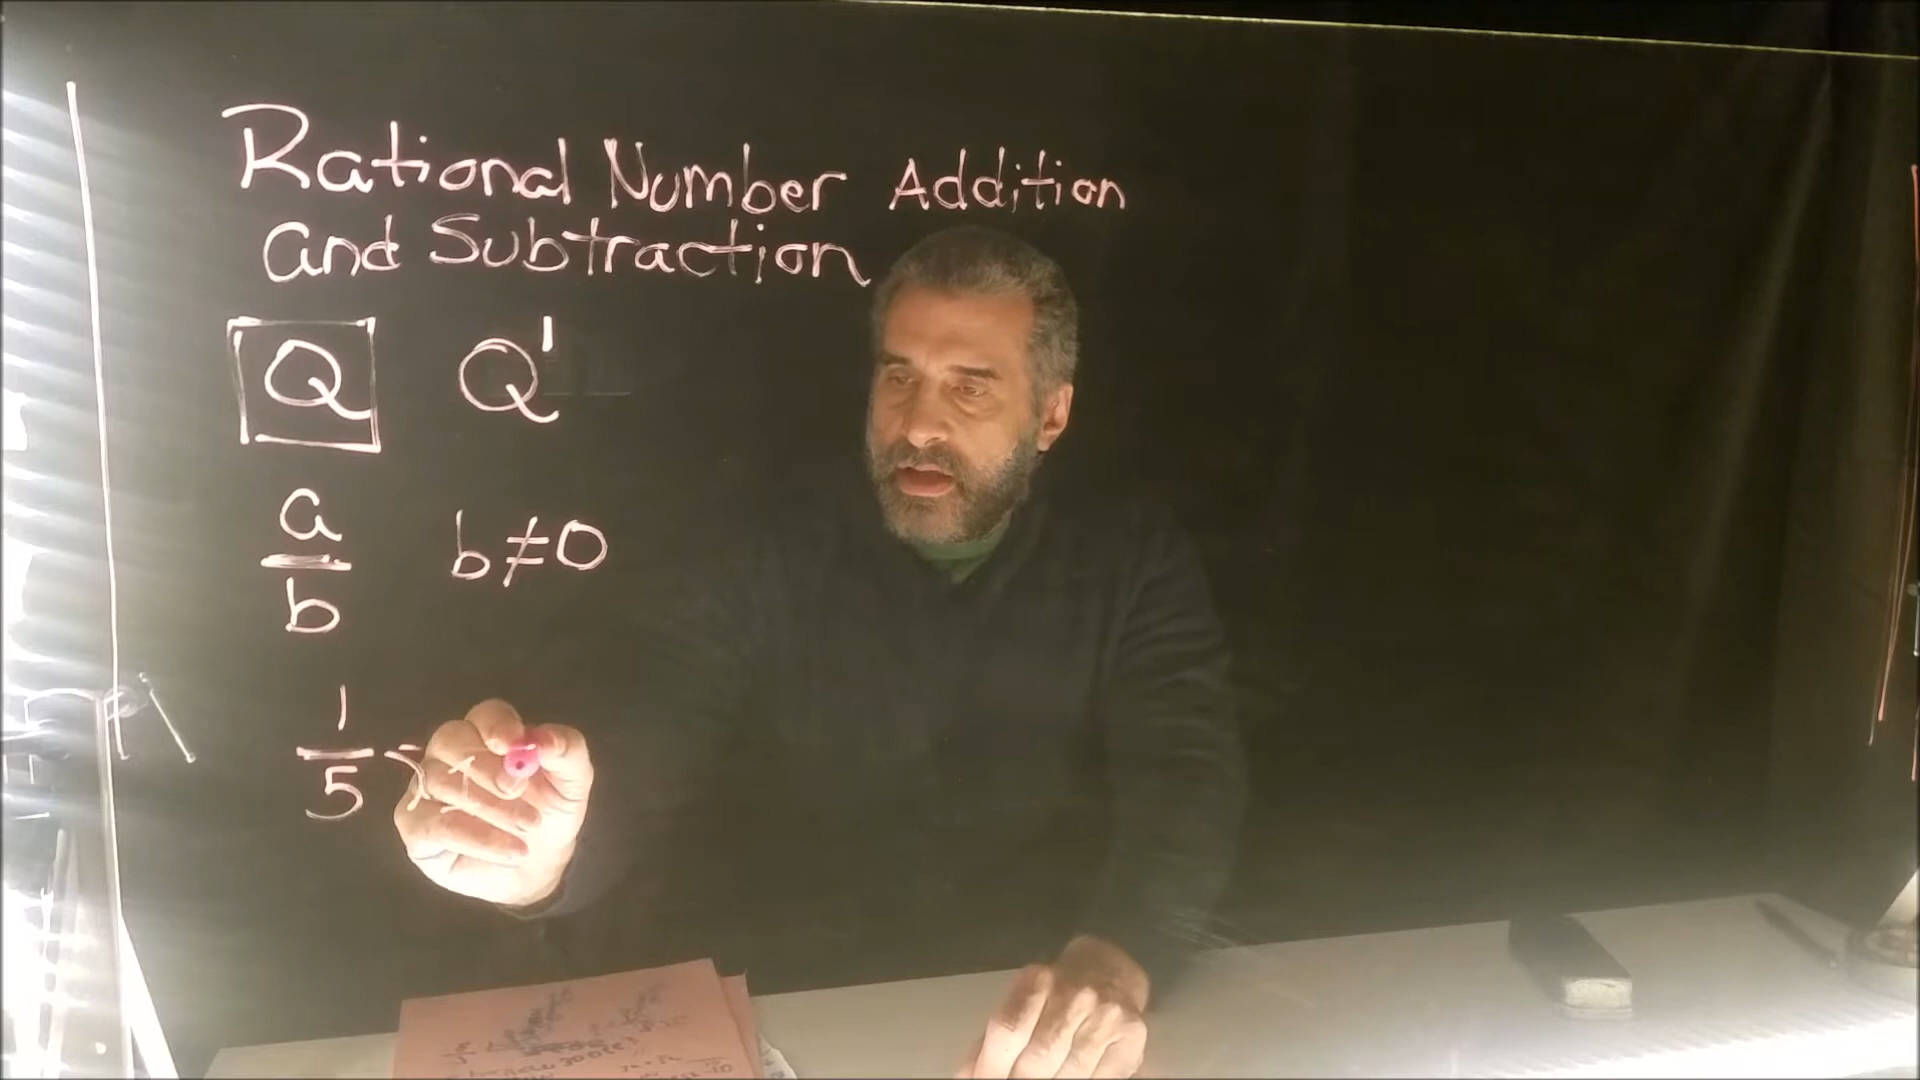 Rational Number Addition
and Subtraction
Q Q'
a
b
b≠0
1
5